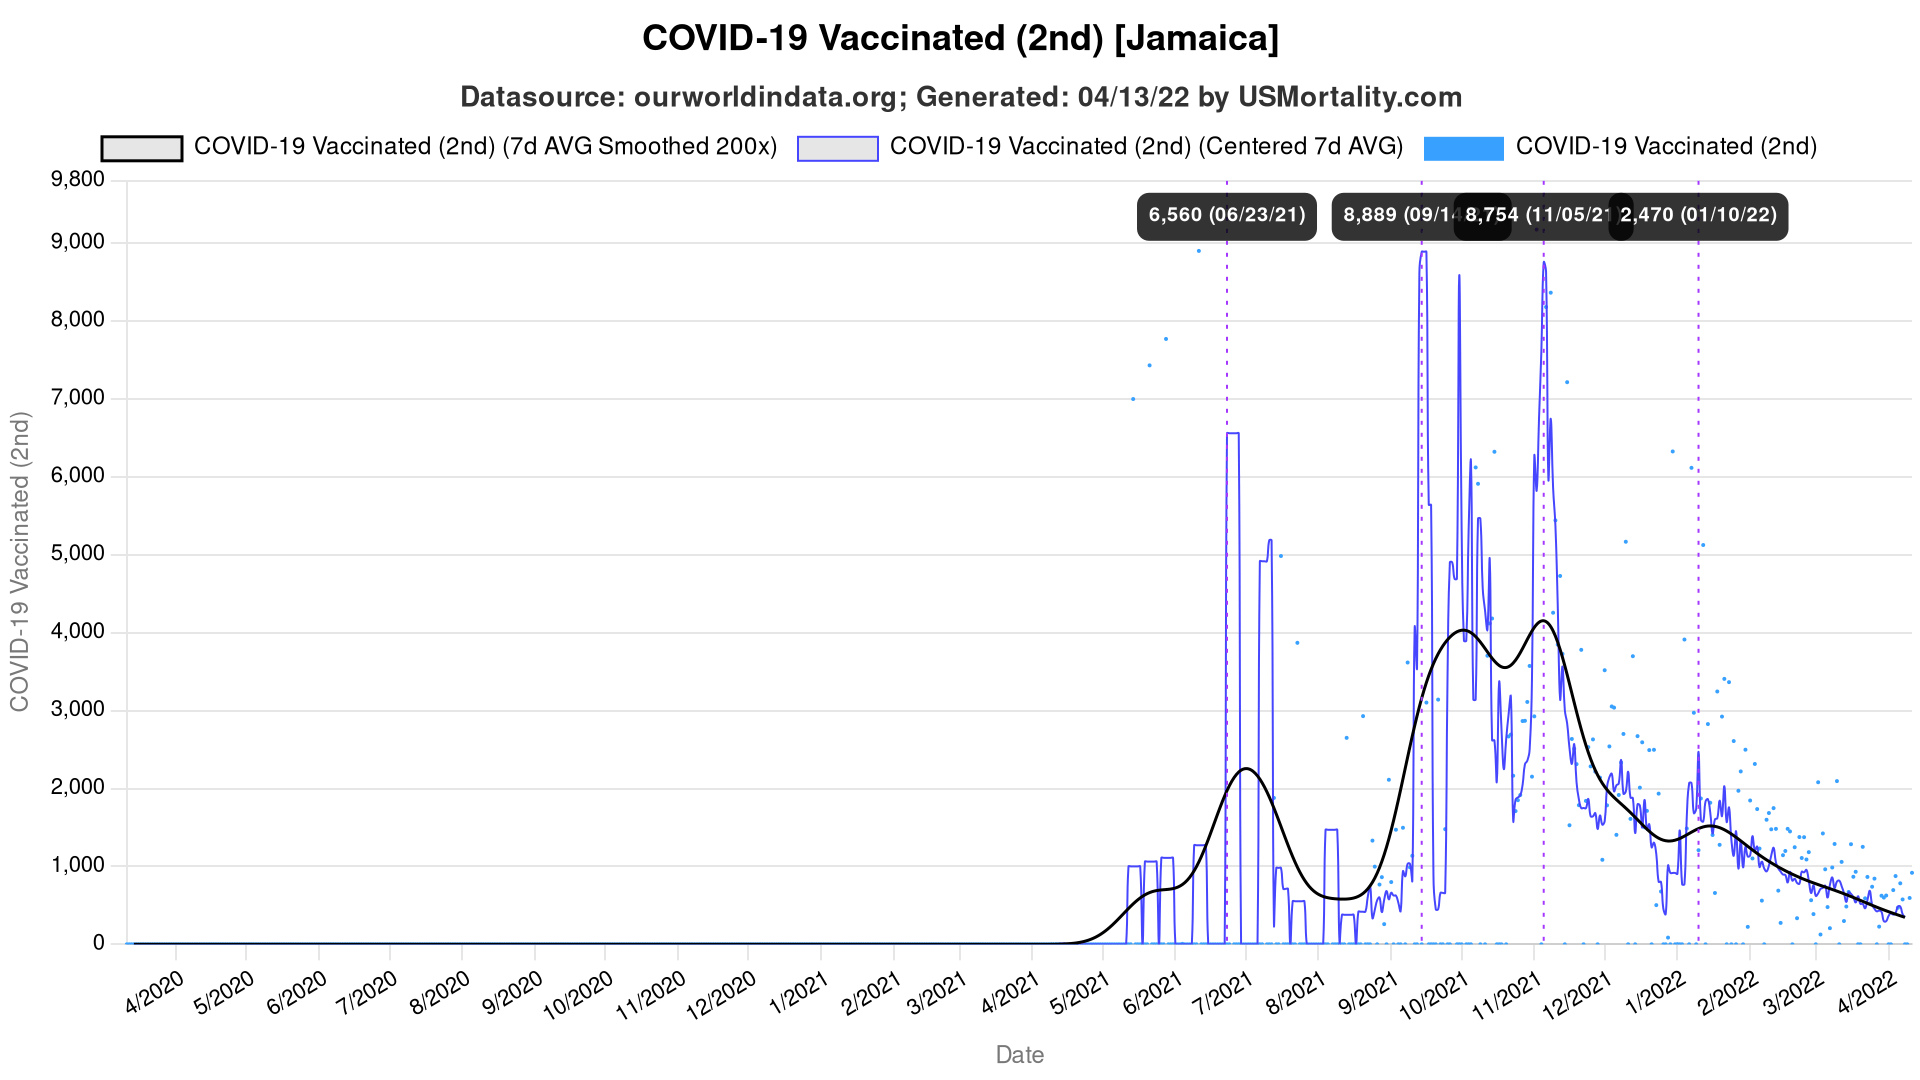 COVID-19 Vaccinated (2nd) [Jamaica]
Datasource: ourworldindata.org; Generated: 04/13/22 by USMortality.com
COVID-19 Vaccinated (2nd) (7d AVG Smoothed 200x) COVID-19 Vaccinated (2nd) (Centered 7d AVG) COVID-19 Vaccinated (2nd)
6,560 (06/23/21) 8,889 (09/14 8,754 (11/05/21) 2,470 (01/10/22)
9,800
9,000
8,000
7,000
6,000
5,000
4,000
3,000
2,000
1,000
0
COVID-19 Vaccinated (2nd)
4/2020 5/2020 6/2020 7/2020 8/2020 9/2020 10/2020 11/2020 12/2020 1/2021 2/2021 3/2021 4/2021 5/2021 6/2021 7/2021 8/2021 9/2021 10/2021 11/2021 12/2021 1/2022 2/2022 3/2022 4/2022
Date